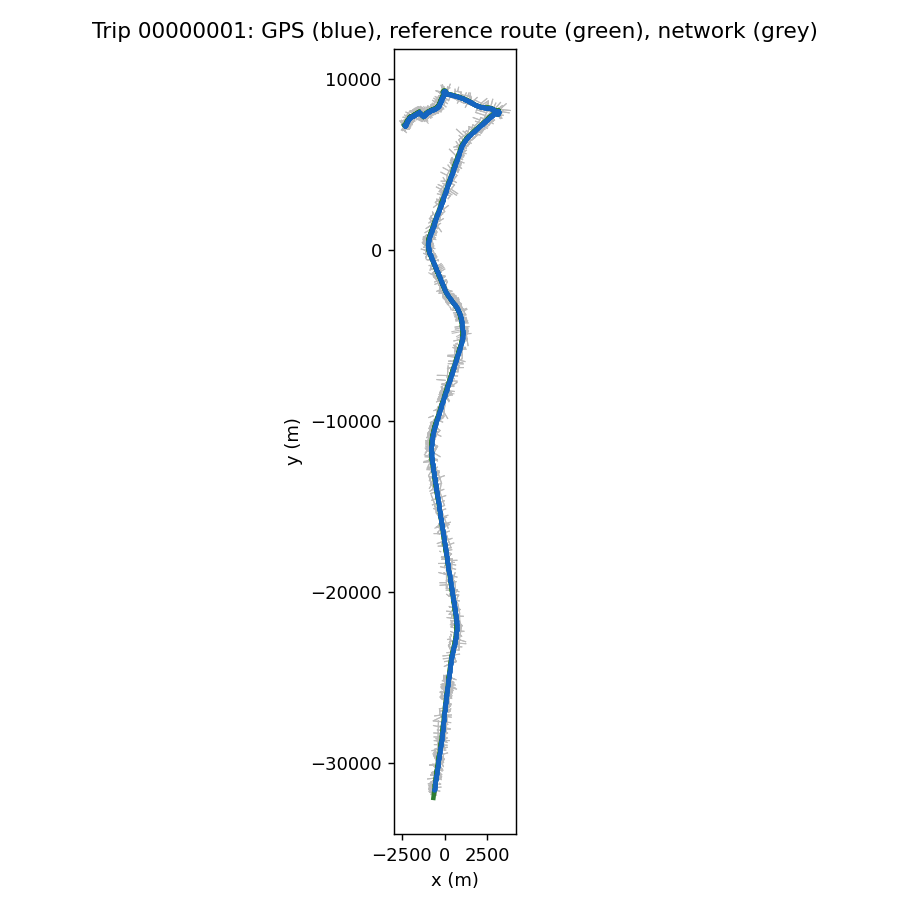 Trip 00000001: GPS (blue), reference route (green), network (grey)
10000
0
−10000
−20000
−30000
y (m)
−2500 0 2500
x (m)